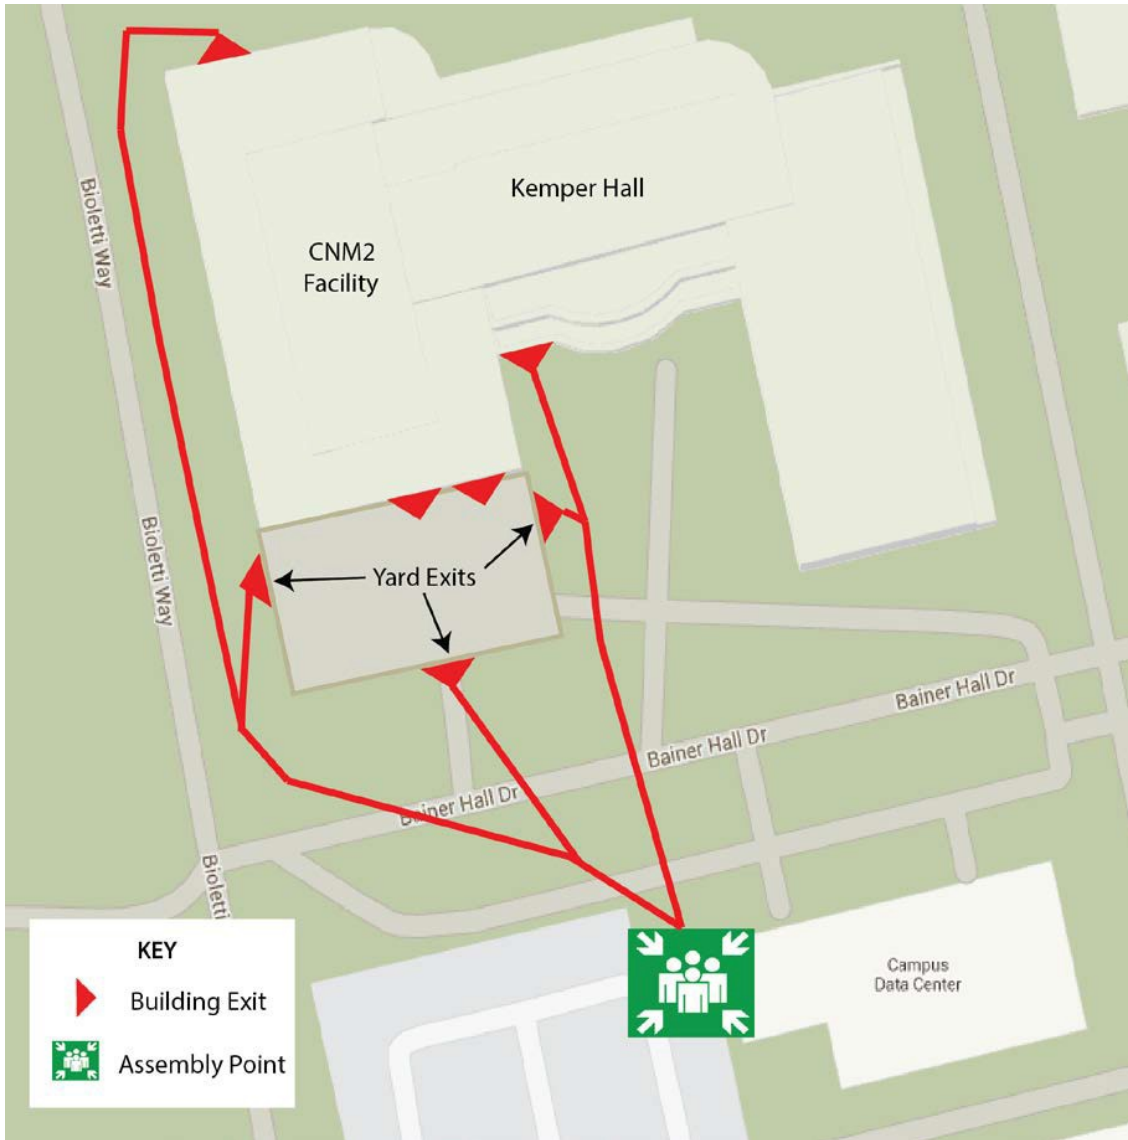 Kemper Hall
Bioletti Way
CNM2
Facility
Bioletti Way
Yard Exits
Bainer Hall Dr
Bainer Hall Dr
Bainer Hall Dr
Bioletti
KEY
Building Exit
Assembly Point
Campus
Data Center